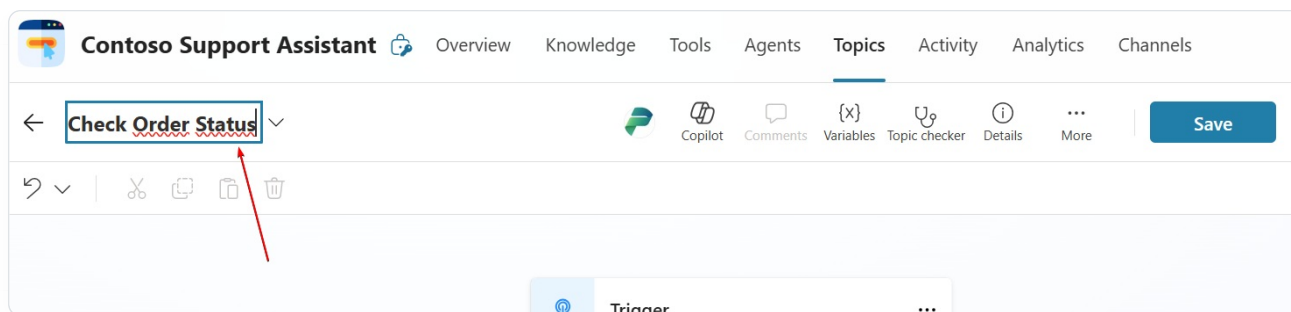 Contoso Support Assistant Overview Knowledge Tools Agents Topics Activity Analytics Channels
Check Order Status
{x}
Copilot Comments Variables Topic checker Details More
Save
Trigger